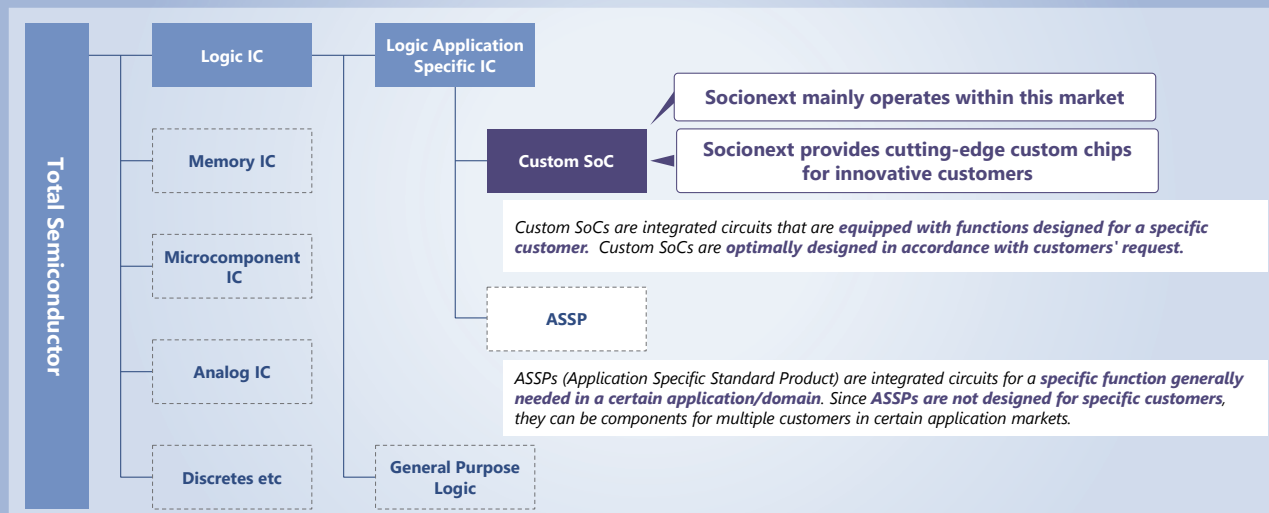 Total Semiconductor
Logic IC
Memory IC
Microcomponent
IC
Analog IC
Discretes etc
Logic Application
Specific IC
General Purpose
Logic
Custom SoC
Socionext mainly operates within this market
Socionext provides cutting-edge custom chips
for innovative customers
Custom SoCs are integrated circuits that are equipped with functions designed for a specific
customer.  Custom SoCs are optimally designed in accordance with customers' request.
ASSP
ASSPs (Application Specific Standard Product) are integrated circuits for a specific function generally
needed in a certain application/domain. Since ASSPs are not designed for specific customers,
they can be components for multiple customers in certain application markets.